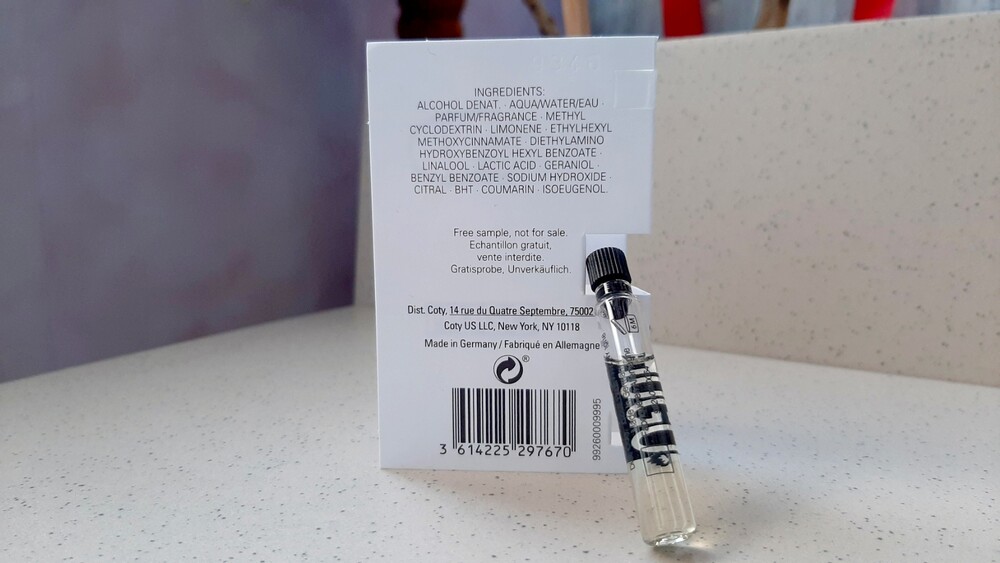 INGREDIENTS:
ALCOHOL DENAT. · AQUA/WATER/EAU ·
PARFUM/FRAGRANCE · METHYL
CYCLODEXTRIN · LIMONENE · ETHYLHEXYL
METHOXYCINNAMATE · DIETHYLAMINO
HYDROXYBENZOYL HEXYL BENZOATE ·
LINALOOL · LACTIC ACID · GERANIOL ·
BENZYL BENZOATE · SODIUM HYDROXIDE ·
CITRAL · BHT · COUMARIN · ISOEUGENOL.
Free sample, not for sale.
Echantillon gratuit,
vente interdite.
Gratisprobe, Unverkäuflich.
Dist. Coty, 14 rue du Quatre Septembre, 75002
Coty US LLC, New York, NY 10118
Made in Germany / Fabriqué en Allemagne
®
3 614225 297670
99260009995
6M